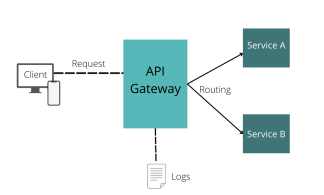 Client
Request
API
Gateway
Routing
Service A
Service B
Logs